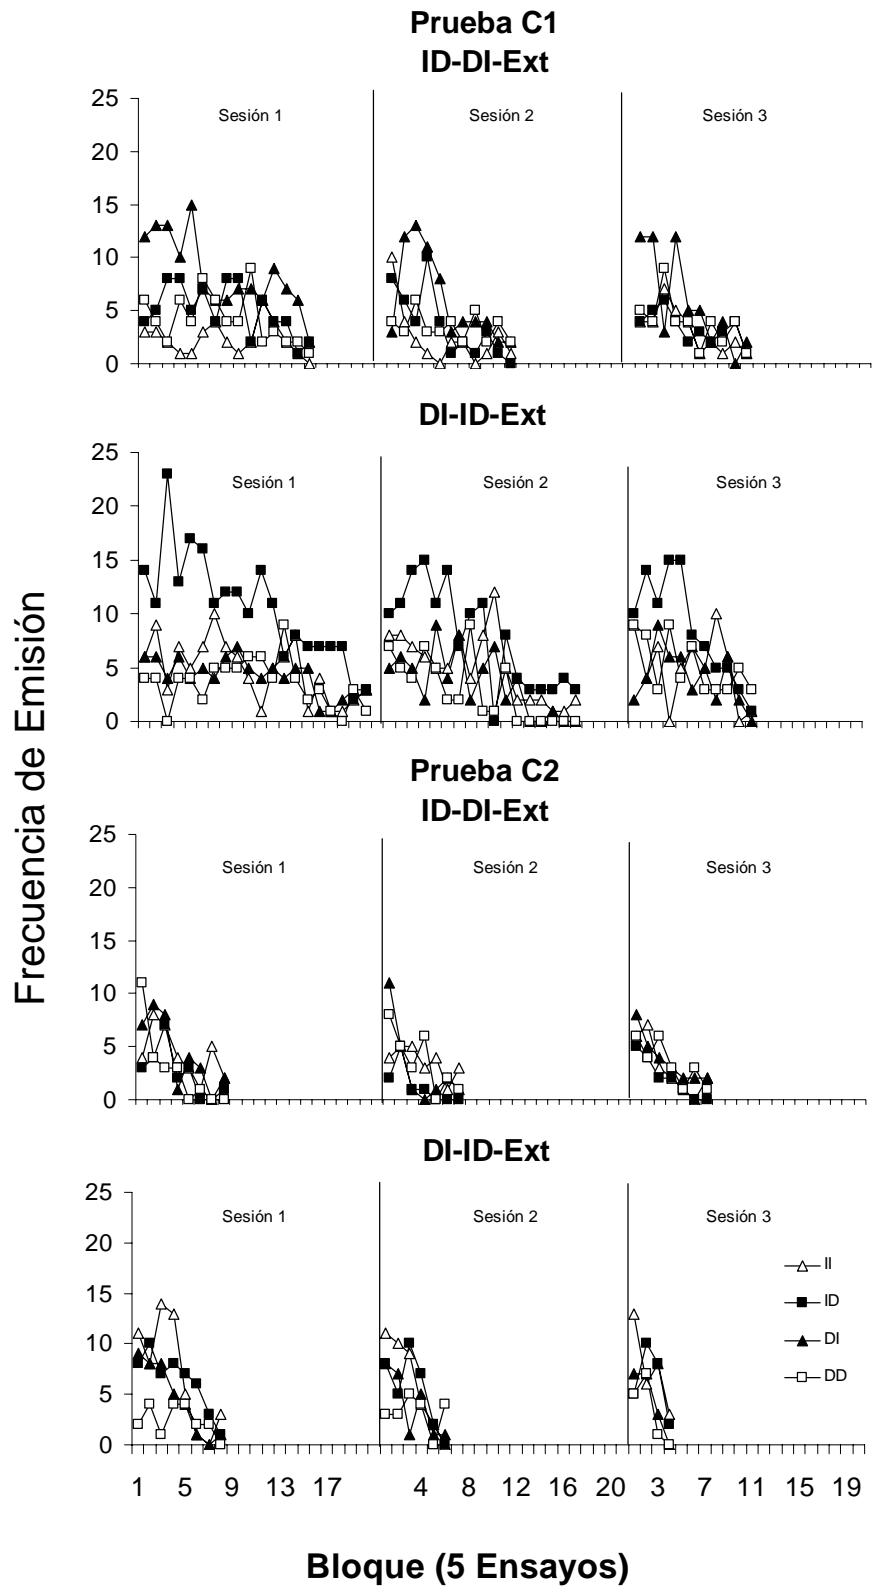 Prueba C1
ID-DI-Ext
25
20
15
10
5
0
Sesión 1
Sesión 2
Sesión 3
DI-ID-Ext
25
20
15
10
5
0
Sesión 1
Sesión 2
Sesión 3
Frecuencia de Emisión
Prueba C2
ID-DI-Ext
25
20
15
10
5
0
Sesión 1
Sesión 2
Sesión 3
DI-ID-Ext
25
20
15
10
5
0
Sesión 1
Sesión 2
Sesión 3
II
ID
DI
DD
1 5 9 13 17 4 8 12 16 20 3 7 11 15 19
Bloque (5 Ensayos)